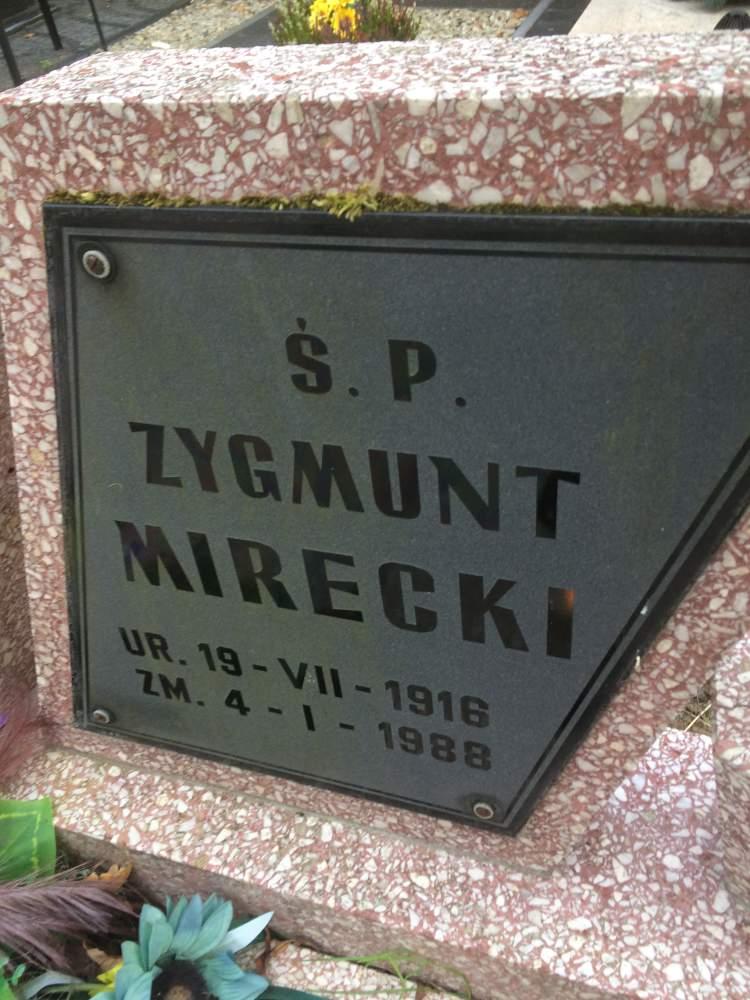 Ś. P.
ZYGMUNT
MIRECKI
UR. 19 - VII - 1916
ZM. 4 - I - 1988